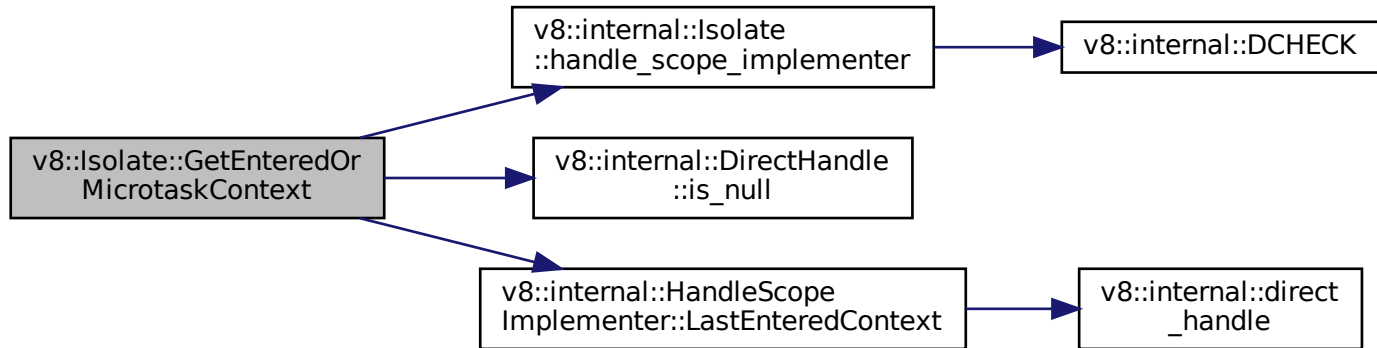 v8::Isolate::GetEnteredOr
MicrotaskContext
v8::internal::Isolate
::handle_scope_implementer
v8::internal::DCHECK
v8::internal::DirectHandle
::is_null
v8::internal::HandleScope
Implementer::LastEnteredContext
v8::internal::direct
_handle